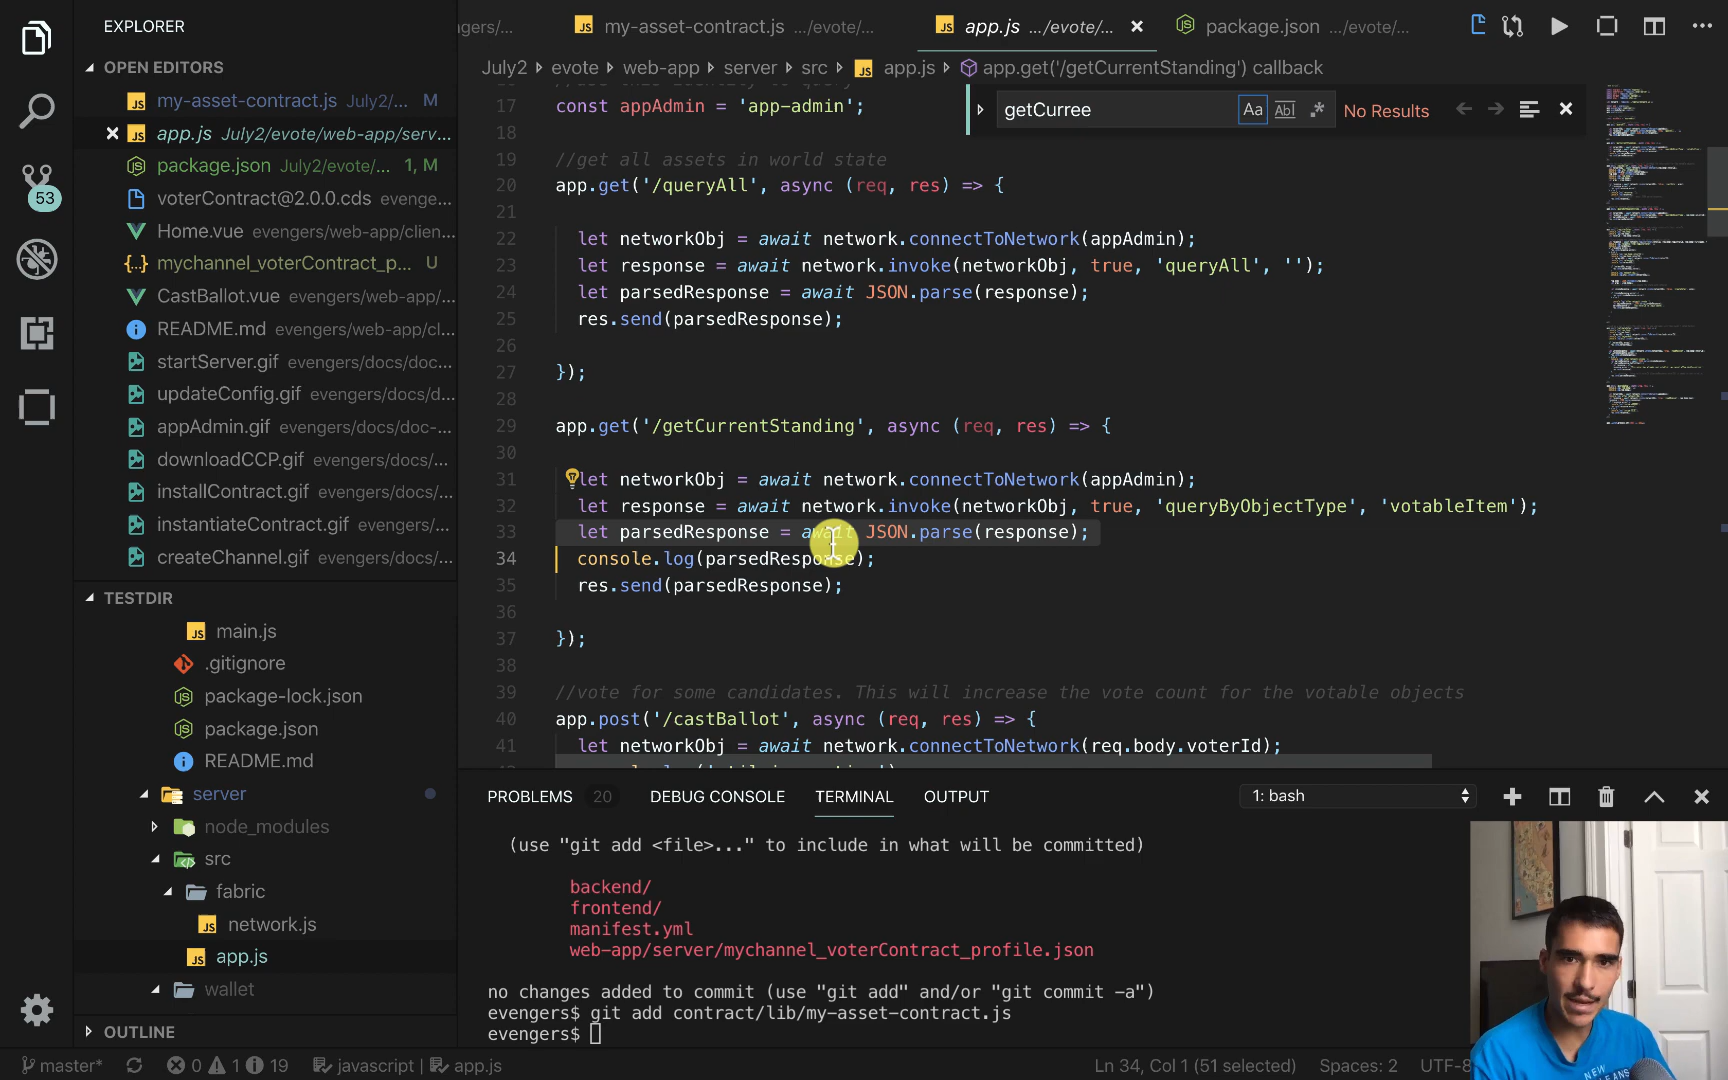 EXPLORER
OPEN EDITORS
my-asset-contract.js July2/... M
app.js July2/evote/web-app/serv...
package.json July2/evote/... 1, M
voterContract@2.0.0.cds evenge...
Home.vue evengers/web-app/clien...
mychannel_voterContract_p... U
CastBallot.vue evengers/web-app/...
README.md evengers/web-app/cl...
startServer.gif evengers/docs/doc...
updateConfig.gif evengers/docs/d...
appAdmin.gif evengers/docs/doc-...
downloadCCP.gif evengers/docs/...
installContract.gif evengers/docs/...
instantiateContract.gif evengers/...
createChannel.gif evengers/docs/...
TESTDIR
main.js
.gitignore
package-lock.json
package.json
README.md
server
node_modules
src
fabric
network.js
app.js
wallet
OUTLINE
53
gers/...
my-asset-contract.js .../evote/...
app.js .../evote/...
package.json .../evote/...
July2 evote web-app server src app.js app.get('/getCurrentStanding') callback
getCurree Aa Abl .* No Results
17 const appAdmin = 'app-admin';
18
19 //get all assets in world state
20 app.get('/queryAll', async (req, res) => {
21
22 let networkObj = await network.connectToNetwork(appAdmin);
23 let response = await network.invoke(networkObj, true, 'queryAll', '');
24 let parsedResponse = await JSON.parse(response);
25 res.send(parsedResponse);
26
27 });
28
29 app.get('/getCurrentStanding', async (req, res) => {
30
31 let networkObj = await network.connectToNetwork(appAdmin);
32 let response = await network.invoke(networkObj, true, 'queryByObjectType', 'votableItem');
33 let parsedResponse = await JSON.parse(response);
34 console.log(parsedResponse);
35 res.send(parsedResponse);
36
37 });
38
39 //vote for some candidates. This will increase the vote count for the votable objects
40 app.post('/castBallot', async (req, res) => {
41 let networkObj = await network.connectToNetwork(req.body.voterId);
PROBLEMS 20 DEBUG CONSOLE TERMINAL OUTPUT 1: bash
(use "git add <file>..." to include in what will be committed)
backend/
frontend/
manifest.yml
web-app/server/mychannel_voterContract_profile.json
no changes added to commit (use "git add" and/or "git commit -a")
evengers$ git add contract/lib/my-asset-contract.js
evengers$
master* 0 1 19 javascript | app.js Ln 34, Col 1 (51 selected) Spaces: 2 UTF-8
NEW